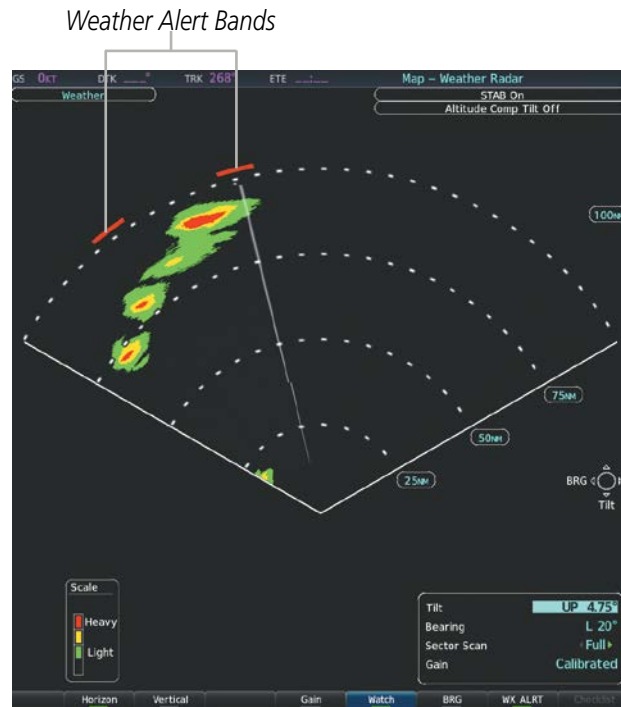 Weather Alert Bands
GS 0KT DTK ___° TRK 268° ETE __:__ Map – Weather Radar
Weather STAB On
Altitude Comp Tilt Off
100NM
75NM
50NM
25NM
BRG
Tilt
Scale
Heavy
Light
Tilt UP 4.75°
Bearing L 20°
Sector Scan Full
Gain Calibrated
Horizon Vertical Gain Watch BRG WX ALRT Checklist